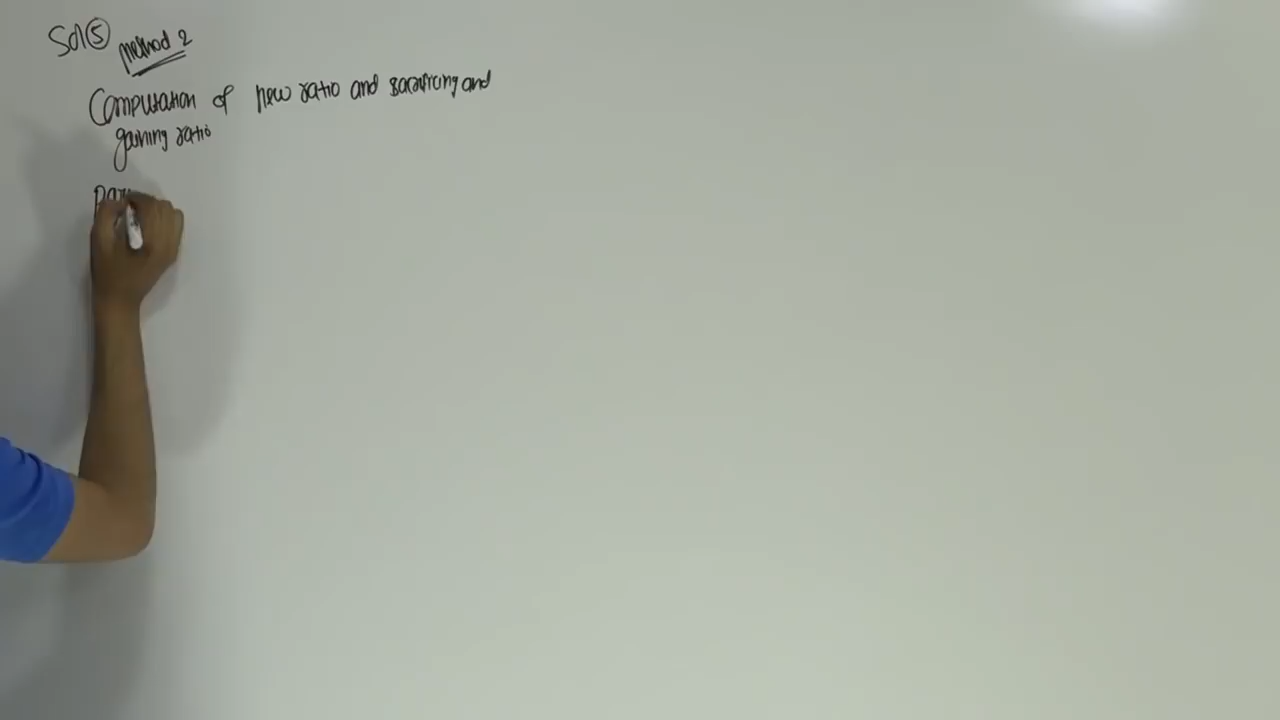 Sol ⑤ Method 2
Computation of new ratio and sacrificing and
gaining ratio